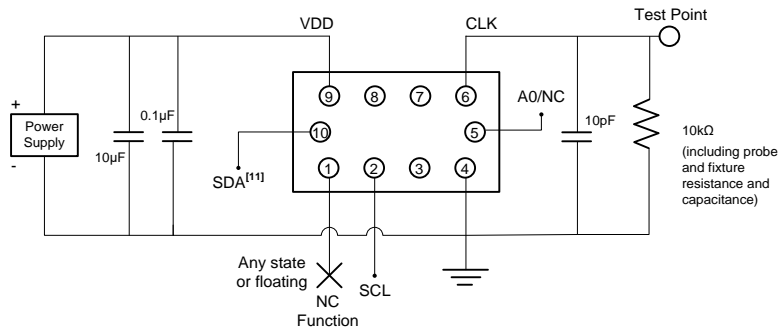 VDD
CLK
Test Point
9
8
7
6
A0/NC
+
Power
Supply
-
0.1µF
10µF
10
5
10pF
10kΩ
(including probe
and fixture
resistance and
capacitance)
SDA[11]
1
2
3
4
Any state
or floating
NC
Function
SCL